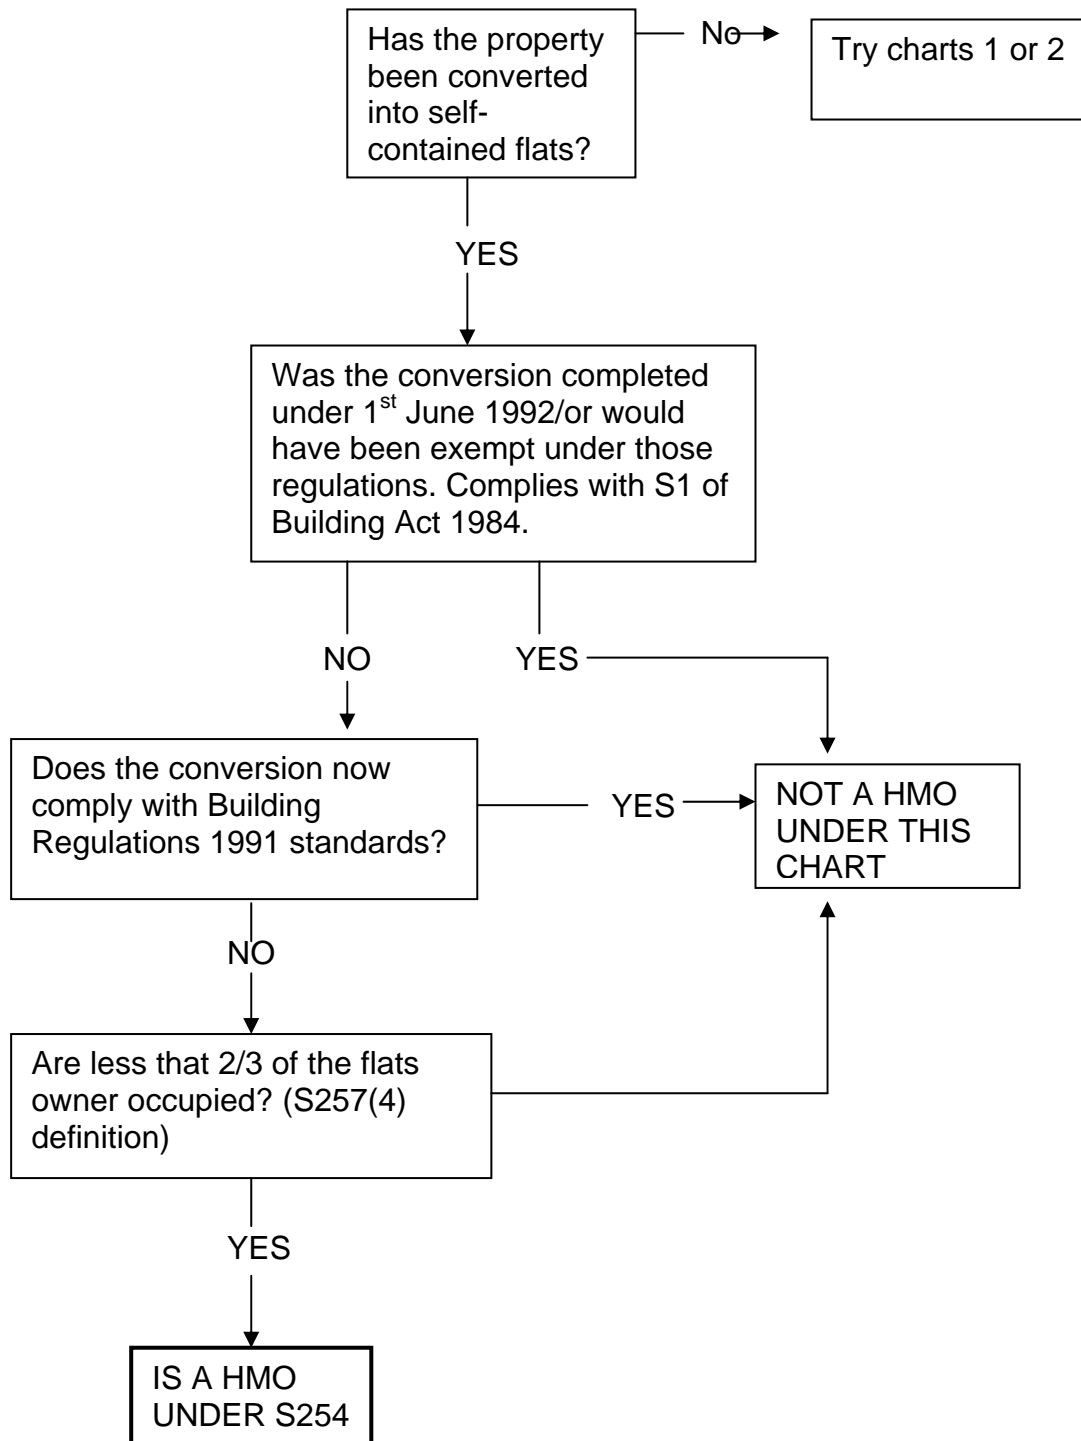 Has the property
been converted
into self-
contained flats?
No
Try charts 1 or 2
YES
Was the conversion completed
under 1st June 1992/or would
have been exempt under those
regulations. Complies with S1 of
Building Act 1984.
NO
YES
Does the conversion now
comply with Building
Regulations 1991 standards?
YES
NOT A HMO
UNDER THIS
CHART
NO
Are less that 2/3 of the flats
owner occupied? (S257(4)
definition)
YES
IS A HMO
UNDER S254